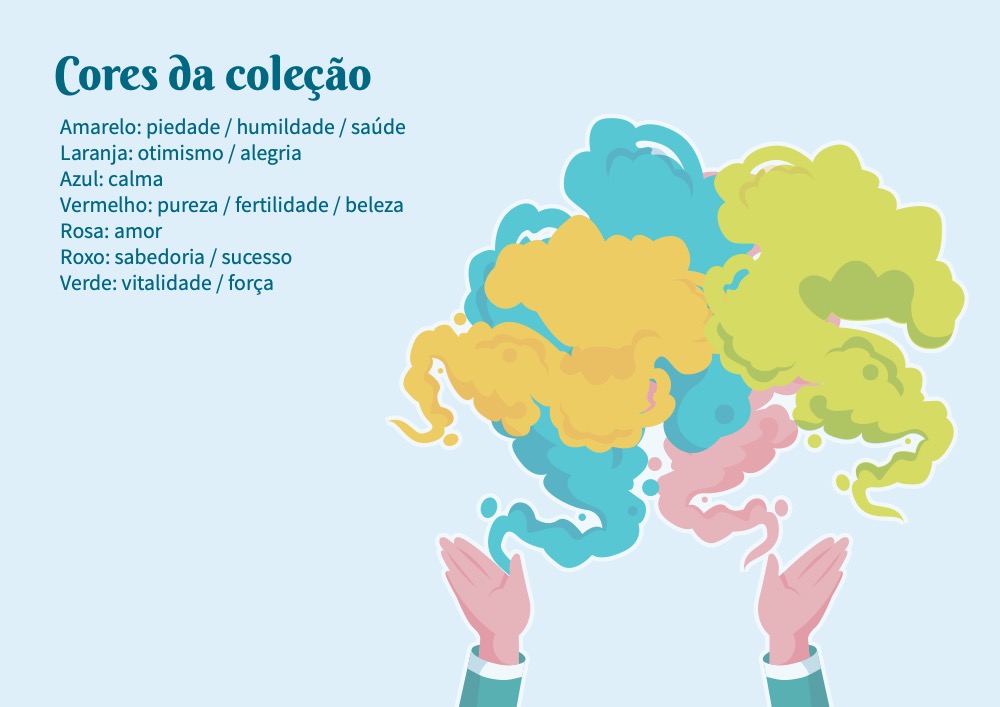 Cores da coleção
Amarelo: piedade / humildade / saúde
Laranja: otimismo / alegria
Azul: calma
Vermelho: pureza / fertilidade / beleza
Rosa: amor
Roxo: sabedoria / sucesso
Verde: vitalidade / força